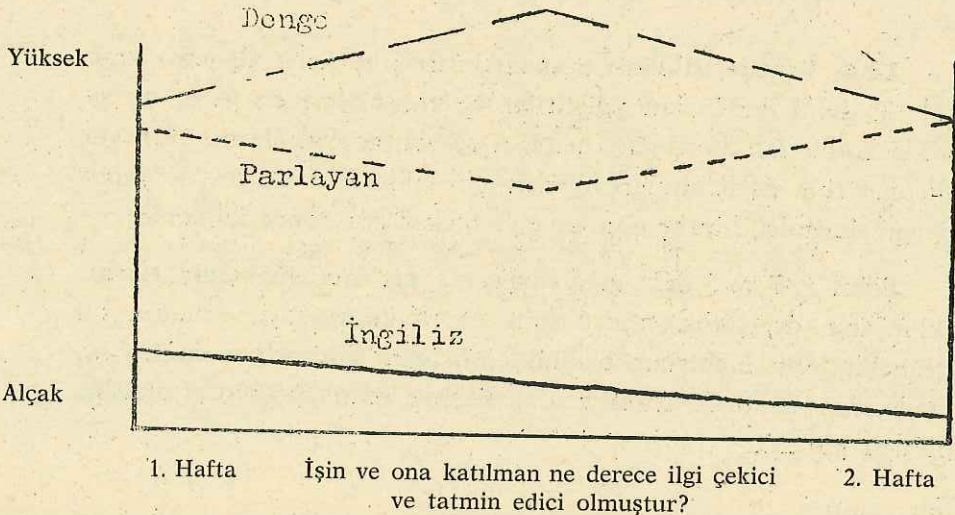 Denge
Yüksek
Parlayan
İngiliz
Alçak
1. Hafta
İşin ve ona katılman ne derece ilgi çekici
ve tatmin edici olmuştur?
2. Hafta